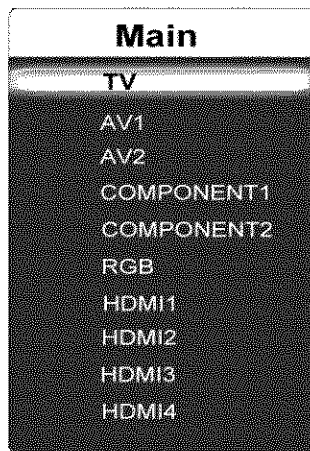 Main
TV
AV1
AV2
COMPONENT1
COMPONENT2
RGB
HDMI1
HDMI2
HDMI3
HDMI4